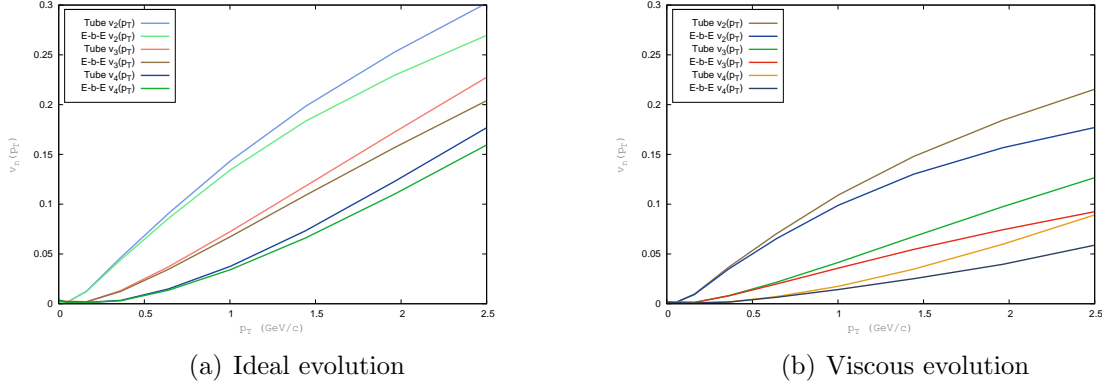 0.3
0.25
0.2
0.15
0.1
0.05
0
Tube v2(pT)
E-b-E v2(pT)
Tube v3(pT)
E-b-E v3(pT)
Tube v4(pT)
E-b-E v4(pT)
vn(pT)
0 0.5 1 1.5 2 2.5
pT (GeV/c)
(a) Ideal evolution
0.3
0.25
0.2
0.15
0.1
0.05
0
Tube v2(pT)
E-b-E v2(pT)
Tube v3(pT)
E-b-E v3(pT)
Tube v4(pT)
E-b-E v4(pT)
vn(pT)
0 0.5 1 1.5 2 2.5
pT (GeV/c)
(b) Viscous evolution